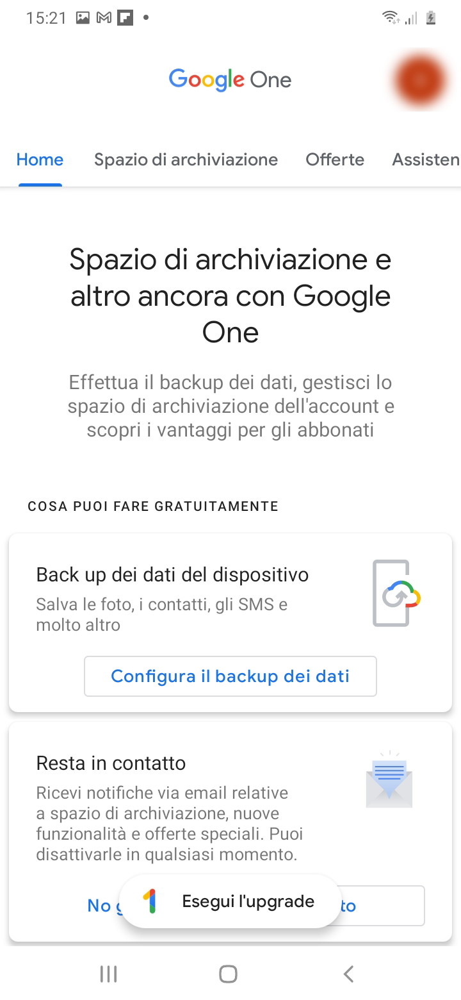 15:21
Google One
Home Spazio di archiviazione Offerte Assisten
Spazio di archiviazione e
altro ancora con Google
One
Effettua il backup dei dati, gestisci lo
spazio di archiviazione dell'account e
scopri i vantaggi per gli abbonati
COSA PUOI FARE GRATUITAMENTE
Back up dei dati del dispositivo
Salva le foto, i contatti, gli SMS e
molto altro
Configura il backup dei dati
Resta in contatto
Ricevi notifiche via email relative
a spazio di archiviazione, nuove
funzionalità e offerte speciali. Puoi
disattivarle in qualsiasi momento.
No
Esegui l'upgrade